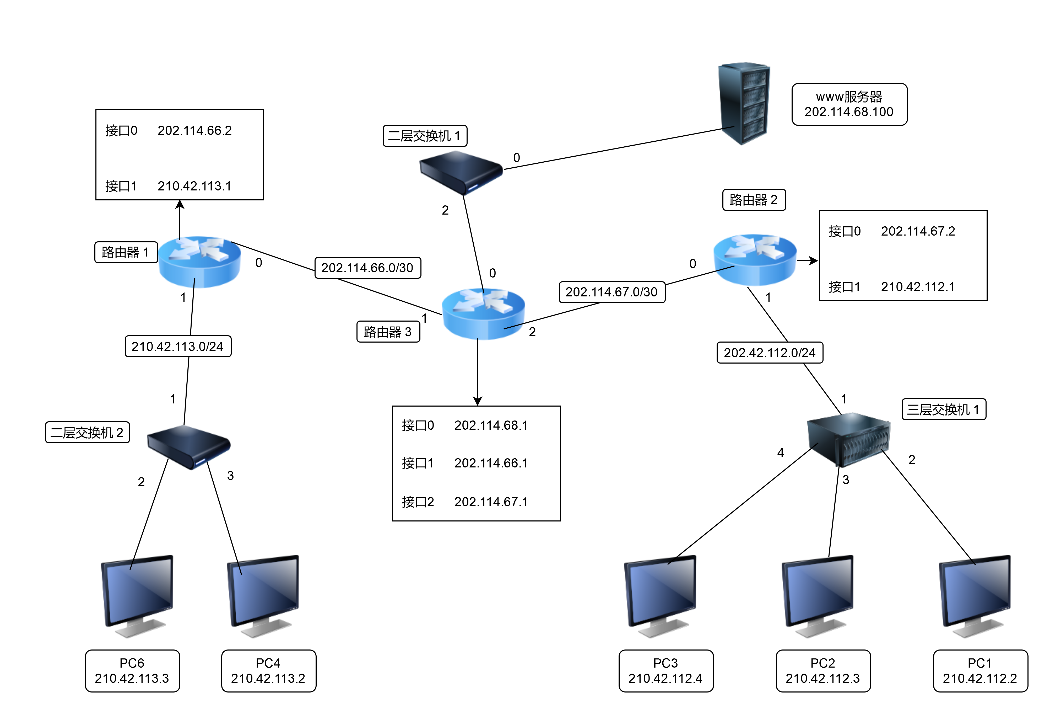 www服务器
202.114.68.100
二层交换机 1
0
2
接口0 202.114.66.2
接口1 210.42.113.1
路由器 1
0
1
202.114.66.0/30
路由器 2
接口0 202.114.67.2
接口1 210.42.112.1
0
1
202.114.67.0/30
0
1
2
路由器 3
210.42.113.0/24
202.42.112.0/24
接口0 202.114.68.1
接口1 202.114.66.1
接口2 202.114.67.1
1
二层交换机 2
2
3
1
三层交换机 1
4
3
2
PC6
210.42.113.3
PC4
210.42.113.2
PC3
210.42.112.4
PC2
210.42.112.3
PC1
210.42.112.2